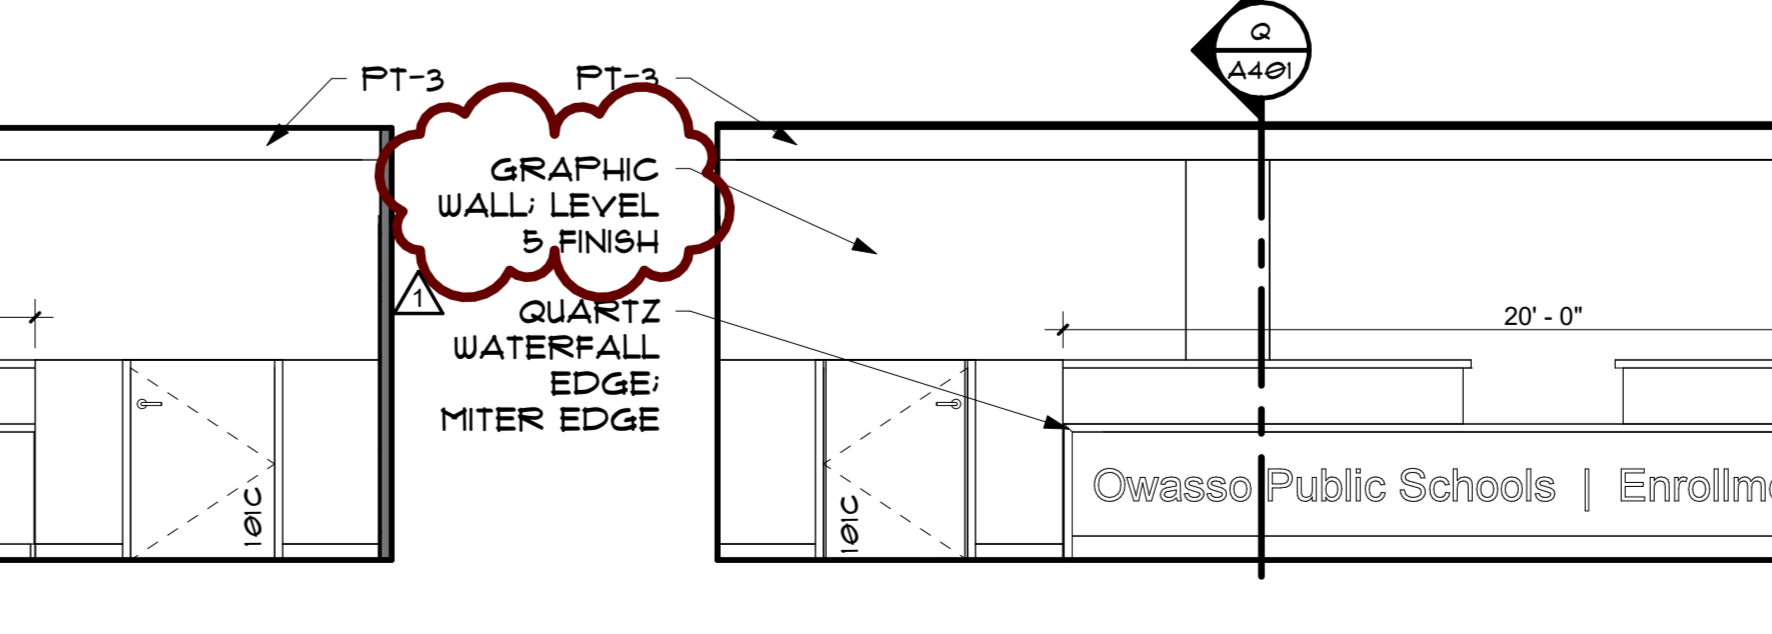 Q
A401
PT-3
PT-3
GRAPHIC
WALL; LEVEL
5 FINISH
1
QUARTZ
WATERFALL
EDGE;
MITER EDGE
20' - 0"
101C
101C
Owasso Public Schools | Enrollm